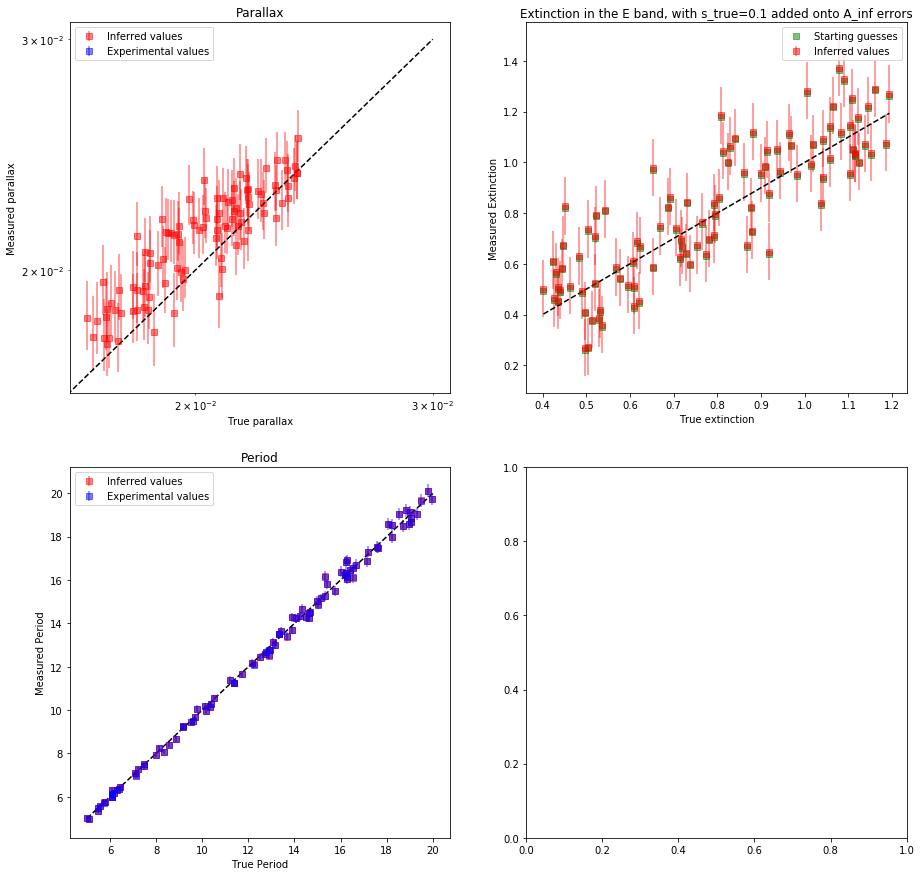 Parallax
Inferred values
Experimental values
3 × 10⁻²
2 × 10⁻²
Measured parallax
2 × 10⁻²
3 × 10⁻²
True parallax
Extinction in the E band, with s_true=0.1 added onto A_inf errors
Starting guesses
Inferred values
1.4
1.2
1.0
0.8
0.6
0.4
0.2
Measured Extinction
0.4 0.5 0.6 0.7 0.8 0.9 1.0 1.1 1.2
True extinction
Period
Inferred values
Experimental values
20
18
16
14
12
10
8
6
Measured Period
6 8 10 12 14 16 18 20
True Period
1.0
0.8
0.6
0.4
0.2
0.0
0.0 0.2 0.4 0.6 0.8 1.0